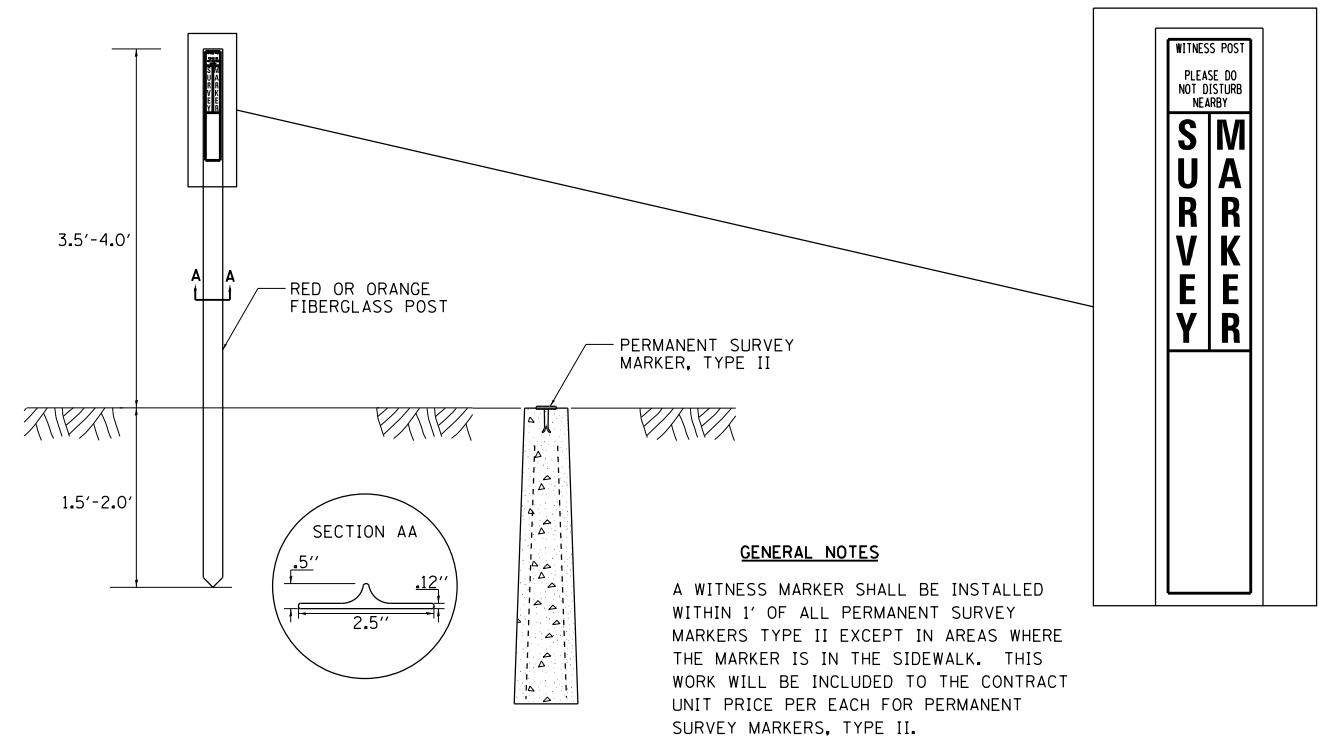 WITNESS POST
PLEASE DO
NOT DISTURB
NEARBY
SURVEY
MARKER
3.5'-4.0'
A A
RED OR ORANGE
FIBERGLASS POST
PERMANENT SURVEY
MARKER, TYPE II
1.5'-2.0'
SECTION AA
.5''
.12''
2.5''
GENERAL NOTES
A WITNESS MARKER SHALL BE INSTALLED
WITHIN 1' OF ALL PERMANENT SURVEY
MARKERS TYPE II EXCEPT IN AREAS WHERE
THE MARKER IS IN THE SIDEWALK. THIS
WORK WILL BE INCLUDED TO THE CONTRACT
UNIT PRICE PER EACH FOR PERMANENT
SURVEY MARKERS, TYPE II.